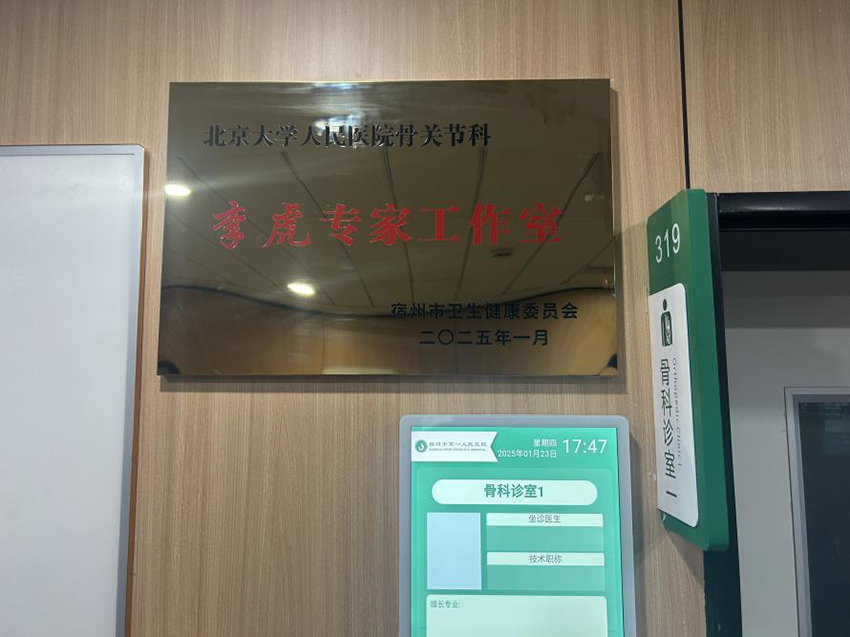 北京大学人民医院骨关节科
李虎专家工作室
宿州市卫生健康委员会
二〇二五年一月
319
骨科诊室一
Orthopedic Clinic 1
宿州市第一人民医院
星期四
2025年01月23日
17:47
骨科诊室1
坐诊医生
技术职称
擅长专业: